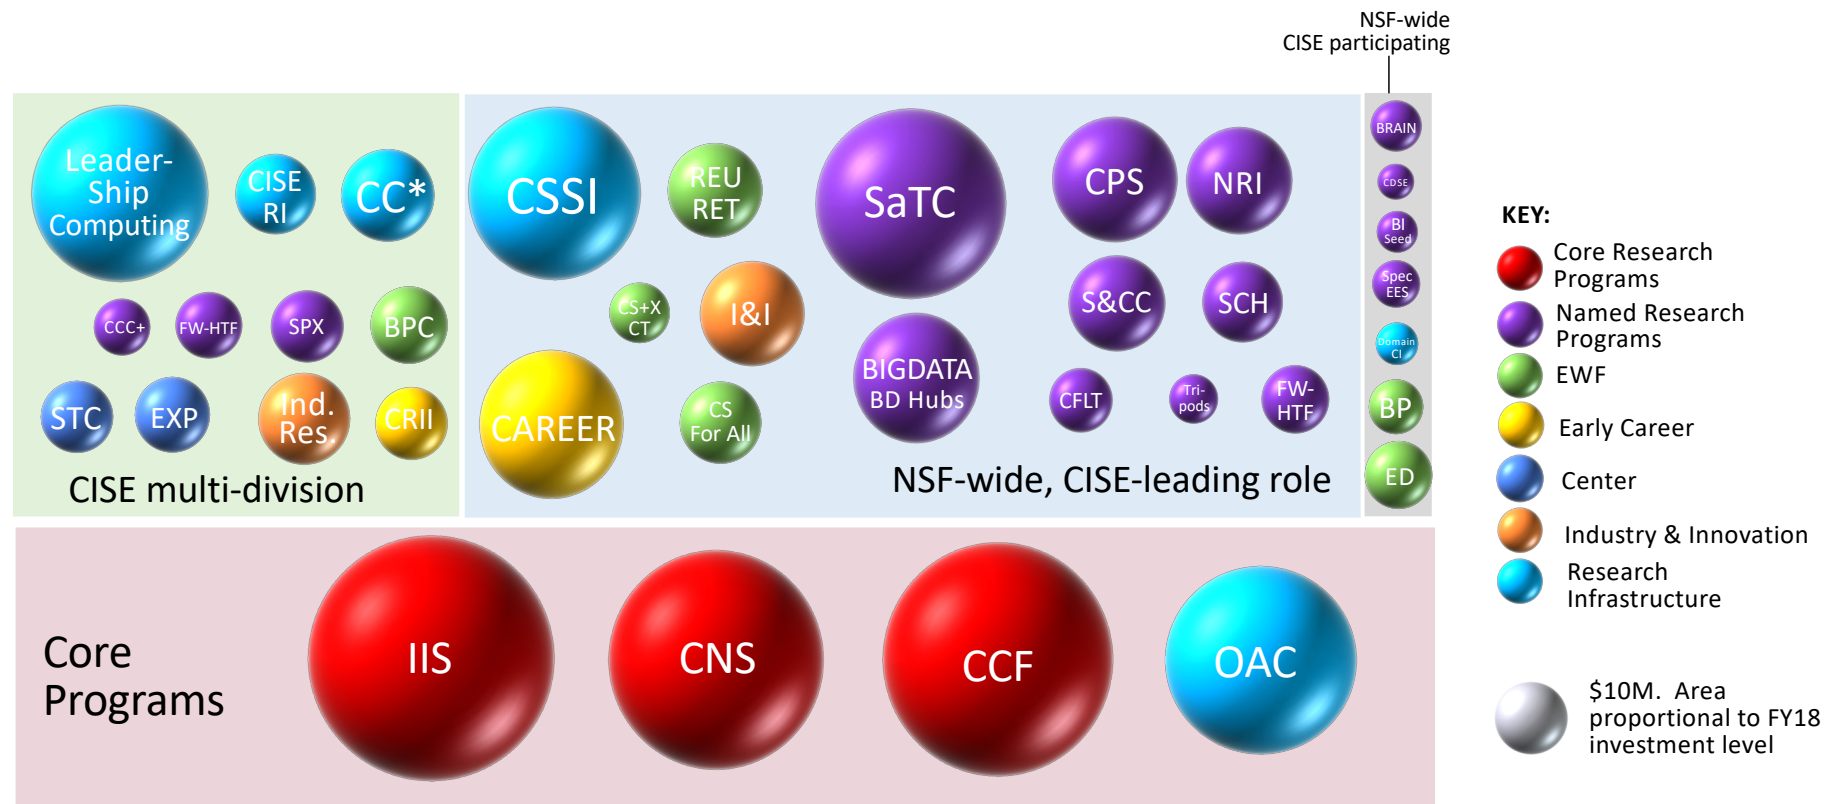 NSF-wide
CISE participating
Leader-
Ship
Computing
CISE
RI
CC*
CCC+
FW-HTF
SPX
BPC
STC
EXP
Ind.
Res.
CRII
CISE multi-division
CSSI
REU
RET
SaTC
CPS
NRI
CS+X
CT
I&I
S&CC
SCH
CAREER
CS
For All
BIGDATA
BD Hubs
CFLT
Tri-
pods
FW-
HTF
NSF-wide, CISE-leading role
BRAIN
CDSE
BI
Seed
Spec
EES
Domain
CI
BP
ED
Core
Programs
IIS
CNS
CCF
OAC
KEY:
Core Research
Programs
Named Research
Programs
EWF
Early Career
Center
Industry & Innovation
Research
Infrastructure
$10M. Area
proportional to FY18
investment level